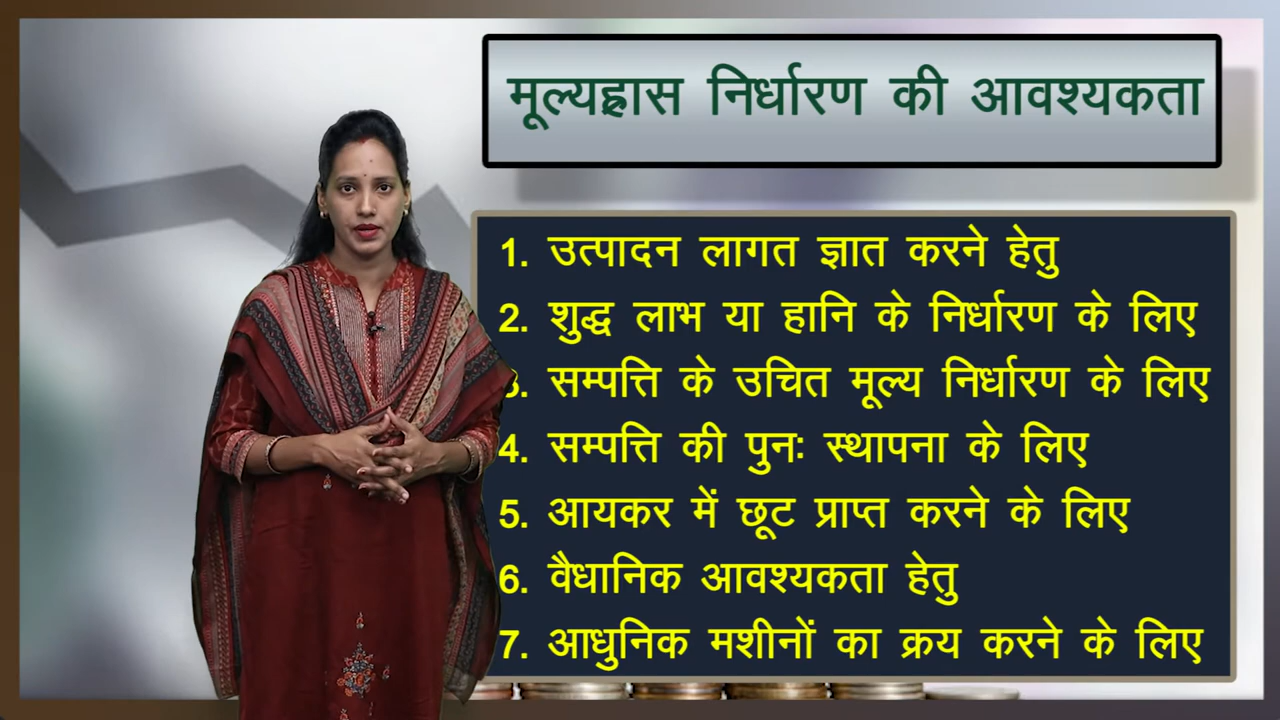 मूल्यह्रास निर्धारण की आवश्यकता
1. उत्पादन लागत ज्ञात करने हेतु
2. शुद्ध लाभ या हानि के निर्धारण के लिए
3. सम्पत्ति के उचित मूल्य निर्धारण के लिए
4. सम्पत्ति की पुनः स्थापना के लिए
5. आयकर में छूट प्राप्त करने के लिए
6. वैधानिक आवश्यकता हेतु
7. आधुनिक मशीनों का क्रय करने के लिए